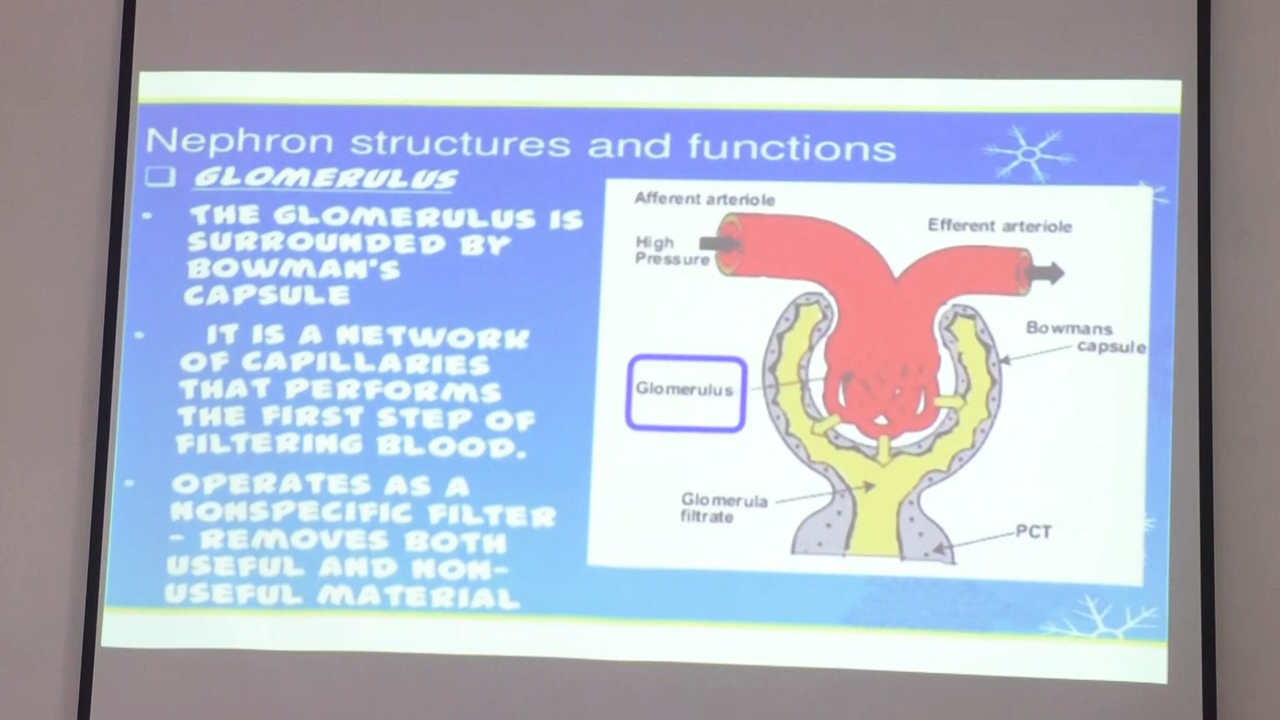 Nephron structures and functions
GLOMERULUS
• THE GLOMERULUS IS
SURROUNDED BY
BOWMAN'S
CAPSULE
• IT IS A NETWORK
OF CAPILLARIES
THAT PERFORMS
THE FIRST STEP OF
FILTERING BLOOD.
• OPERATES AS A
NONSPECIFIC FILTER
- REMOVES BOTH
USEFUL AND NON-
USEFUL MATERIAL
Afferent arteriole
High
Pressure
Efferent arteriole
Bowmans
capsule
Glomerulus
Glomerula
filtrate
PCT